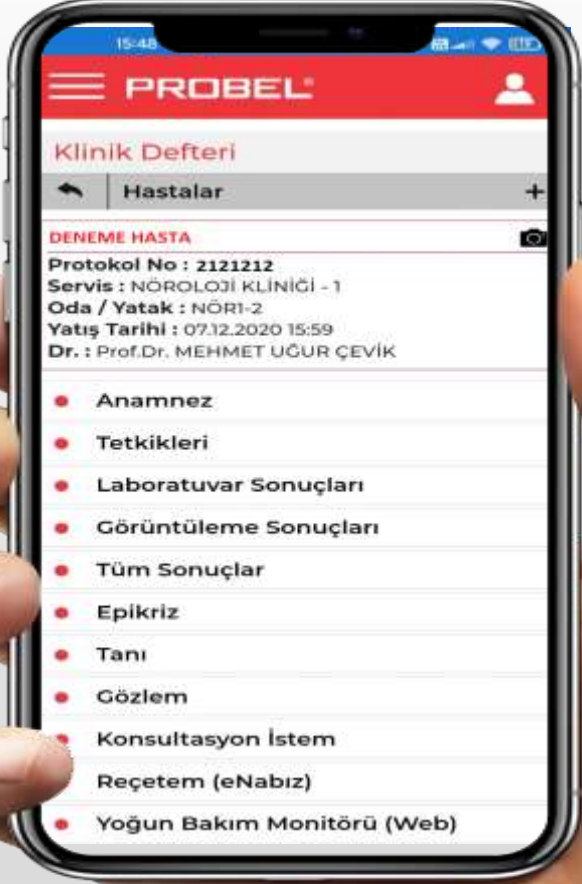 15:48
PROBEL
Klinik Defteri
Hastalar +
DENEME HASTA
Protokol No : 2121212
Servis : NÖROLOJİ KLİNİĞİ - 1
Oda / Yatak : NÖR1-2
Yatış Tarihi : 07.12.2020 15:59
Dr. : Prof.Dr. MEHMET UĞUR ÇEVİK
Anamnez
Tetkikleri
Laboratuvar Sonuçları
Görüntüleme Sonuçları
Tüm Sonuçlar
Epikriz
Tanı
Gözlem
Konsultasyon İstem
Reçetem (eNabız)
Yoğun Bakım Monitörü (Web)